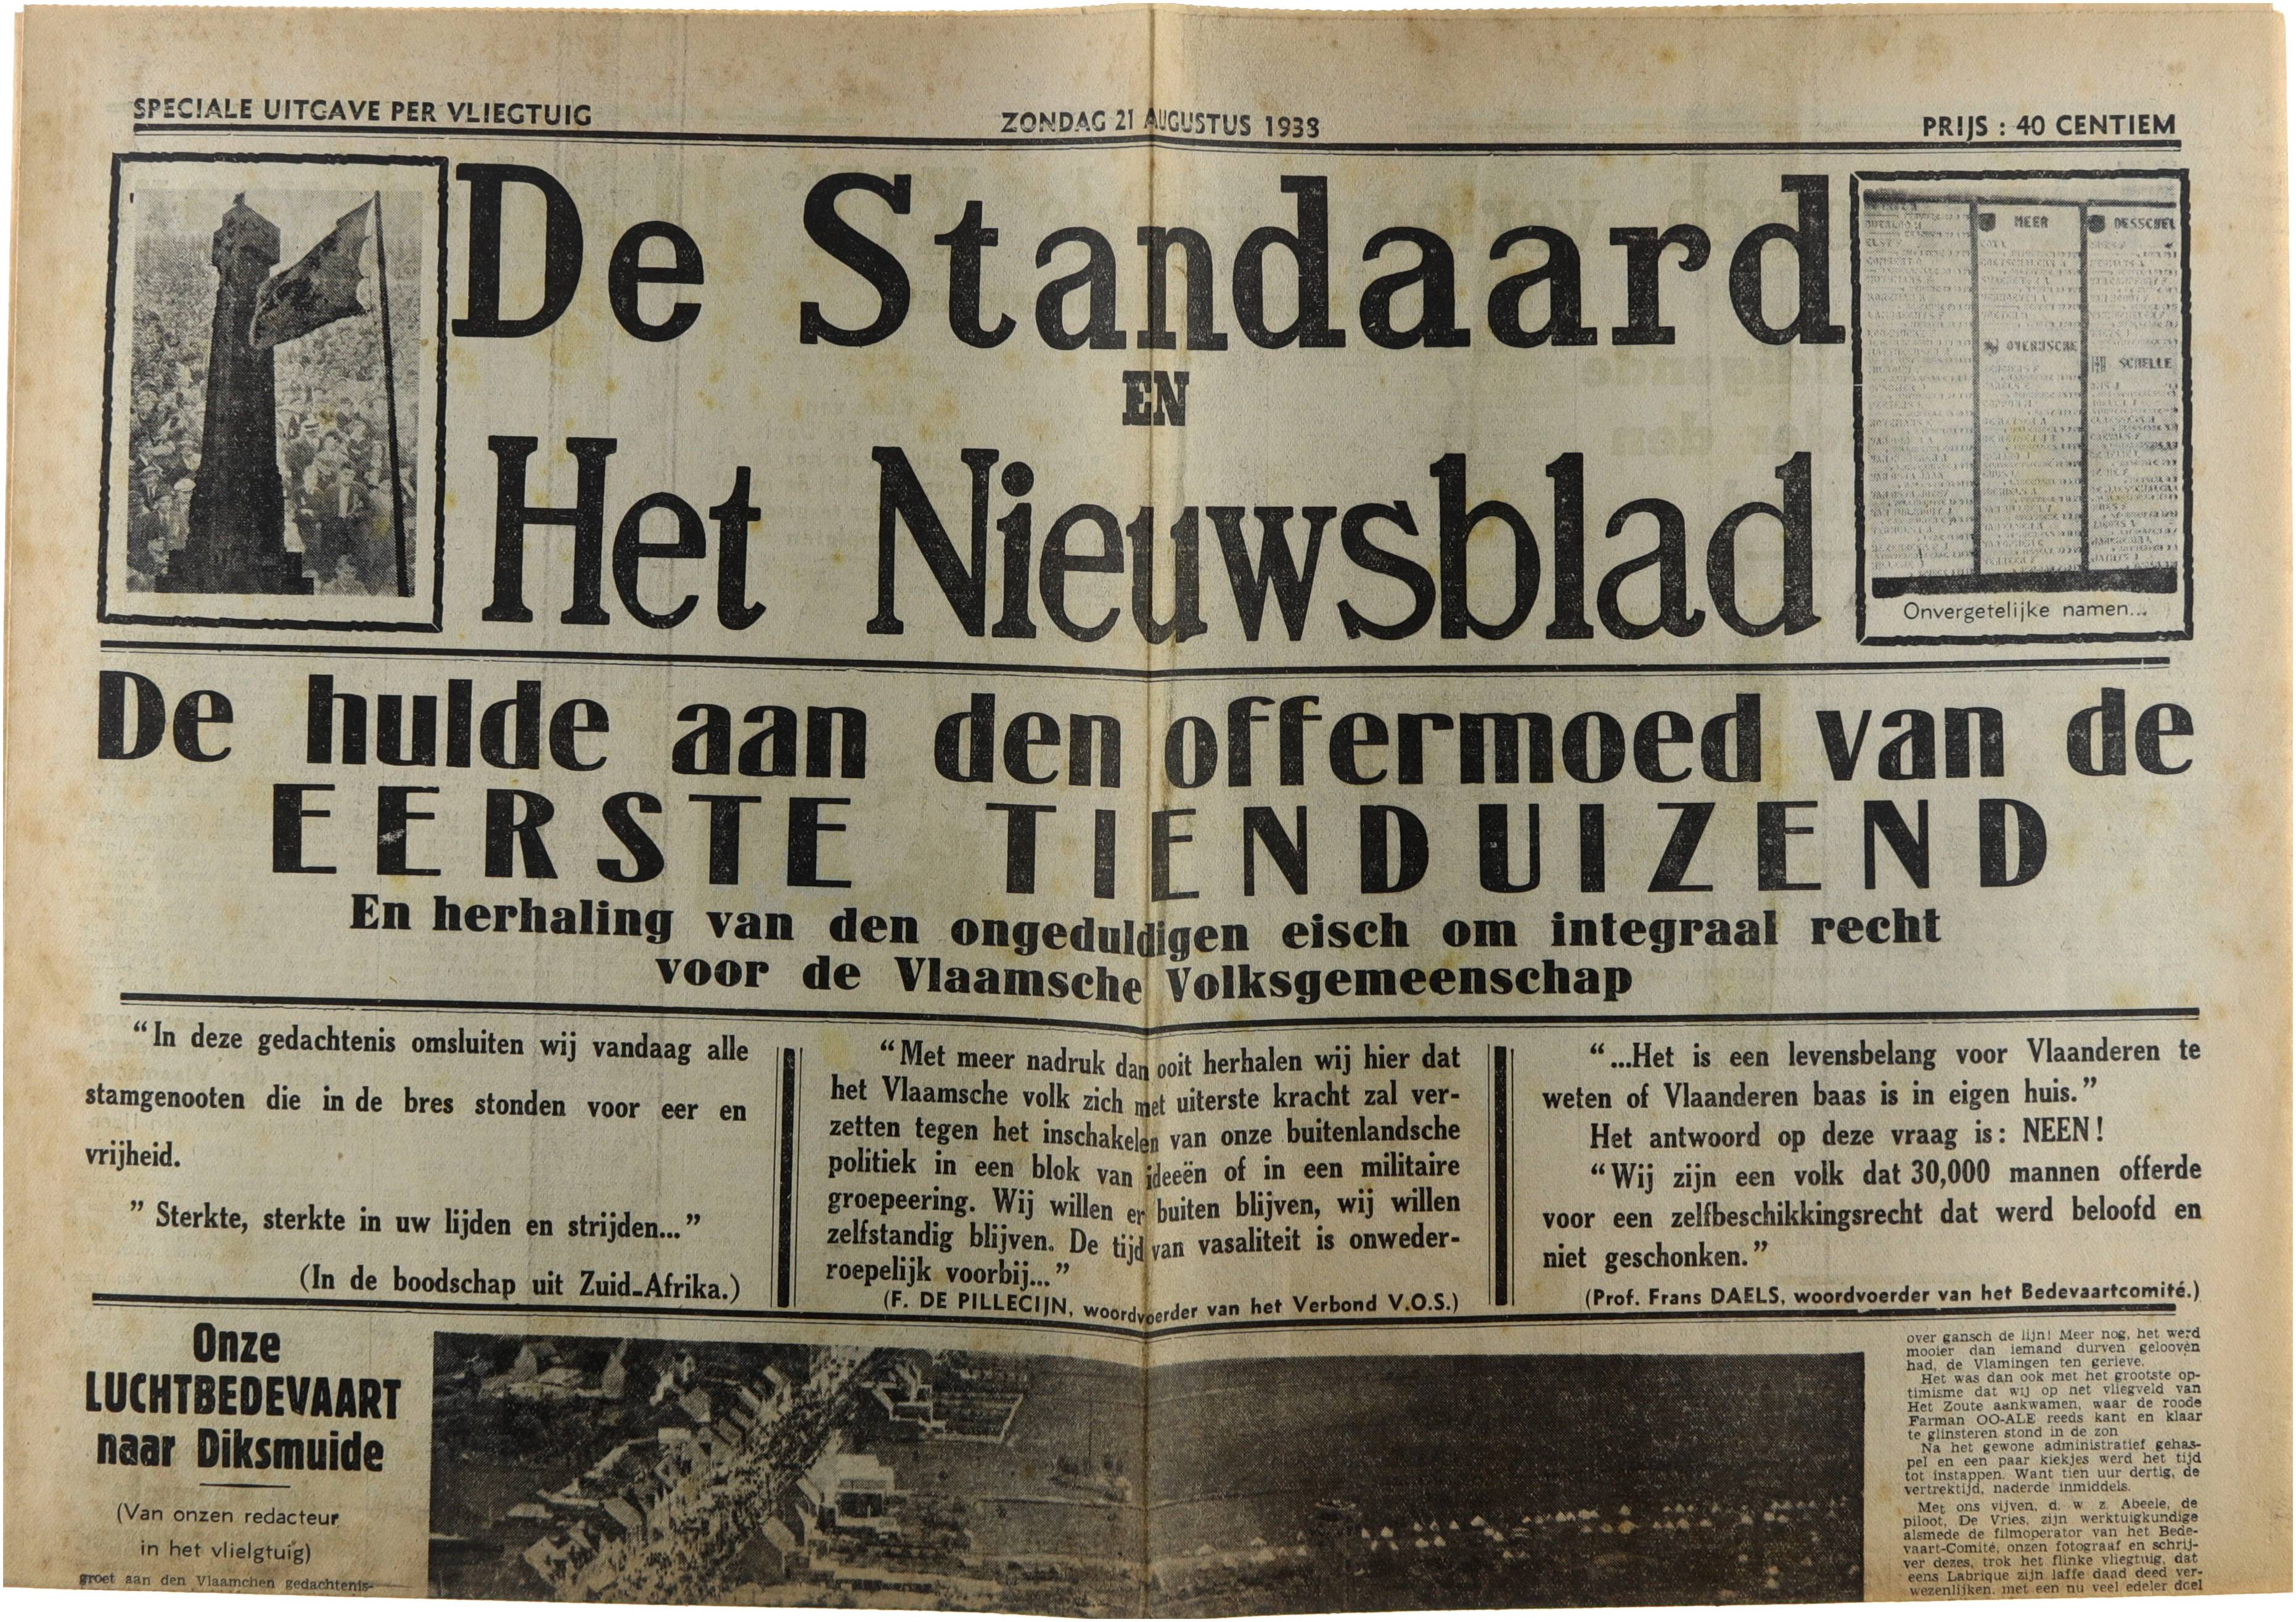 SPECIALE UITGAVE PER VLIEGTUIG
ZONDAG 21 AUGUSTUS 1938
PRIJS : 40 CENTIEM
De Standaard
EN
Het Nieuwsblad
MEER
DESSCHEL
OVERIJSCHE
SCHELLE
Onvergetelijke namen...
De hulde aan den offermoed van de
EERSTE TIENDUIZEND
En herhaling van den ongeduldigen eisch om integraal recht
voor de Vlaamsche Volksgemeenschap
“In deze gedachtenis omsluiten wij vandaag alle
stamgenooten die in de bres stonden voor eer en
vrijheid.
” Sterkte, sterkte in uw lijden en strijden...”
(In de boodschap uit Zuid-Afrika.)
“Met meer nadruk dan ooit herhalen wij hier dat
het Vlaamsche volk zich met uiterste kracht zal ver-
zetten tegen het inschakelen van onze buitenlandsche
politiek in een blok van ideeën of in een militaire
groepeering. Wij willen er buiten blijven, wij willen
zelfstandig blijven. De tijd van vasaliteit is onweder-
roepelijk voorbij...”
(F. DE PILLECIJN, woordvoerder van het Verbond V.O.S.)
“...Het is een levensbelang voor Vlaanderen te
weten of Vlaanderen baas is in eigen huis.”
Het antwoord op deze vraag is: NEEN!
“Wij zijn een volk dat 30,000 mannen offerde
voor een zelfbeschikkingsrecht dat werd beloofd en
niet geschonken.”
(Prof. Frans DAELS, woordvoerder van het Bedevaartcomité.)
Onze
LUCHTBEDEVAART
naar Diksmuide
(Van onzen redacteur
in het vlielgtuig)
groet aan den Vlaamchen gedachtenis-
over gansch de lijn! Meer nog, het werd
mooier dan iemand durven gelooven
had, de Vlamingen ten gerieve.
Het was dan ook met het grootste op-
timisme dat wij op net vliegveld van
Het Zoute aankwamen, waar de roode
Farman OO-ALE reeds kant en klaar
te glinsteren stond in de zon
Na het gewone administratief gehas-
pel en een paar kiekjes werd het tijd
tot instappen. Want tien uur dertig, de
vertrektijd, naderde inmiddels.
Met ons vijven, d. w z. Abeele, de
piloot, De Vries, zijn werktuigkundige
alsmede de filmoperator van het Bede-
vaart-Comité, onzen fotograaf en schrij-
ver dezes, trok het flinke vliegtuig, dat
eens Labrique zijn laffe daad deed ver-
wezenlijken, met een nu veel edeler doel